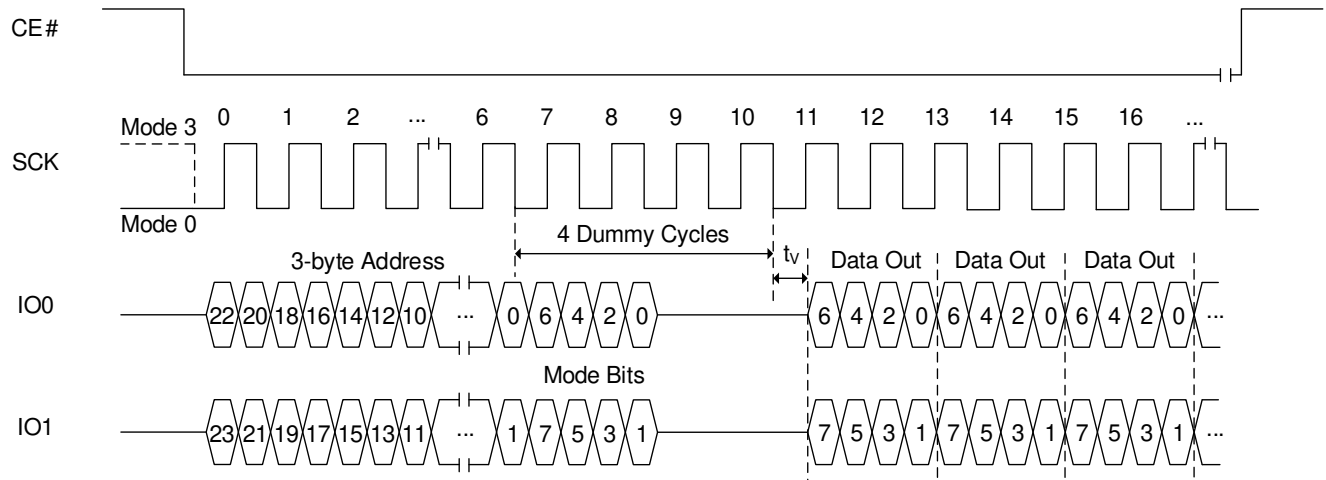 CE#
0 1 2 ... 6 7 8 9 10 11 12 13 14 15 16 ...
Mode 3
SCK
Mode 0
4 Dummy Cycles
tV
3-byte Address Data Out Data Out Data Out
IO0 22 20 18 16 14 12 10 ... 0 6 4 2 0 6 4 2 0 6 4 2 0 6 4 2 0 ...
Mode Bits
IO1 23 21 19 17 15 13 11 ... 1 7 5 3 1 7 5 3 1 7 5 3 1 7 5 3 1 ...